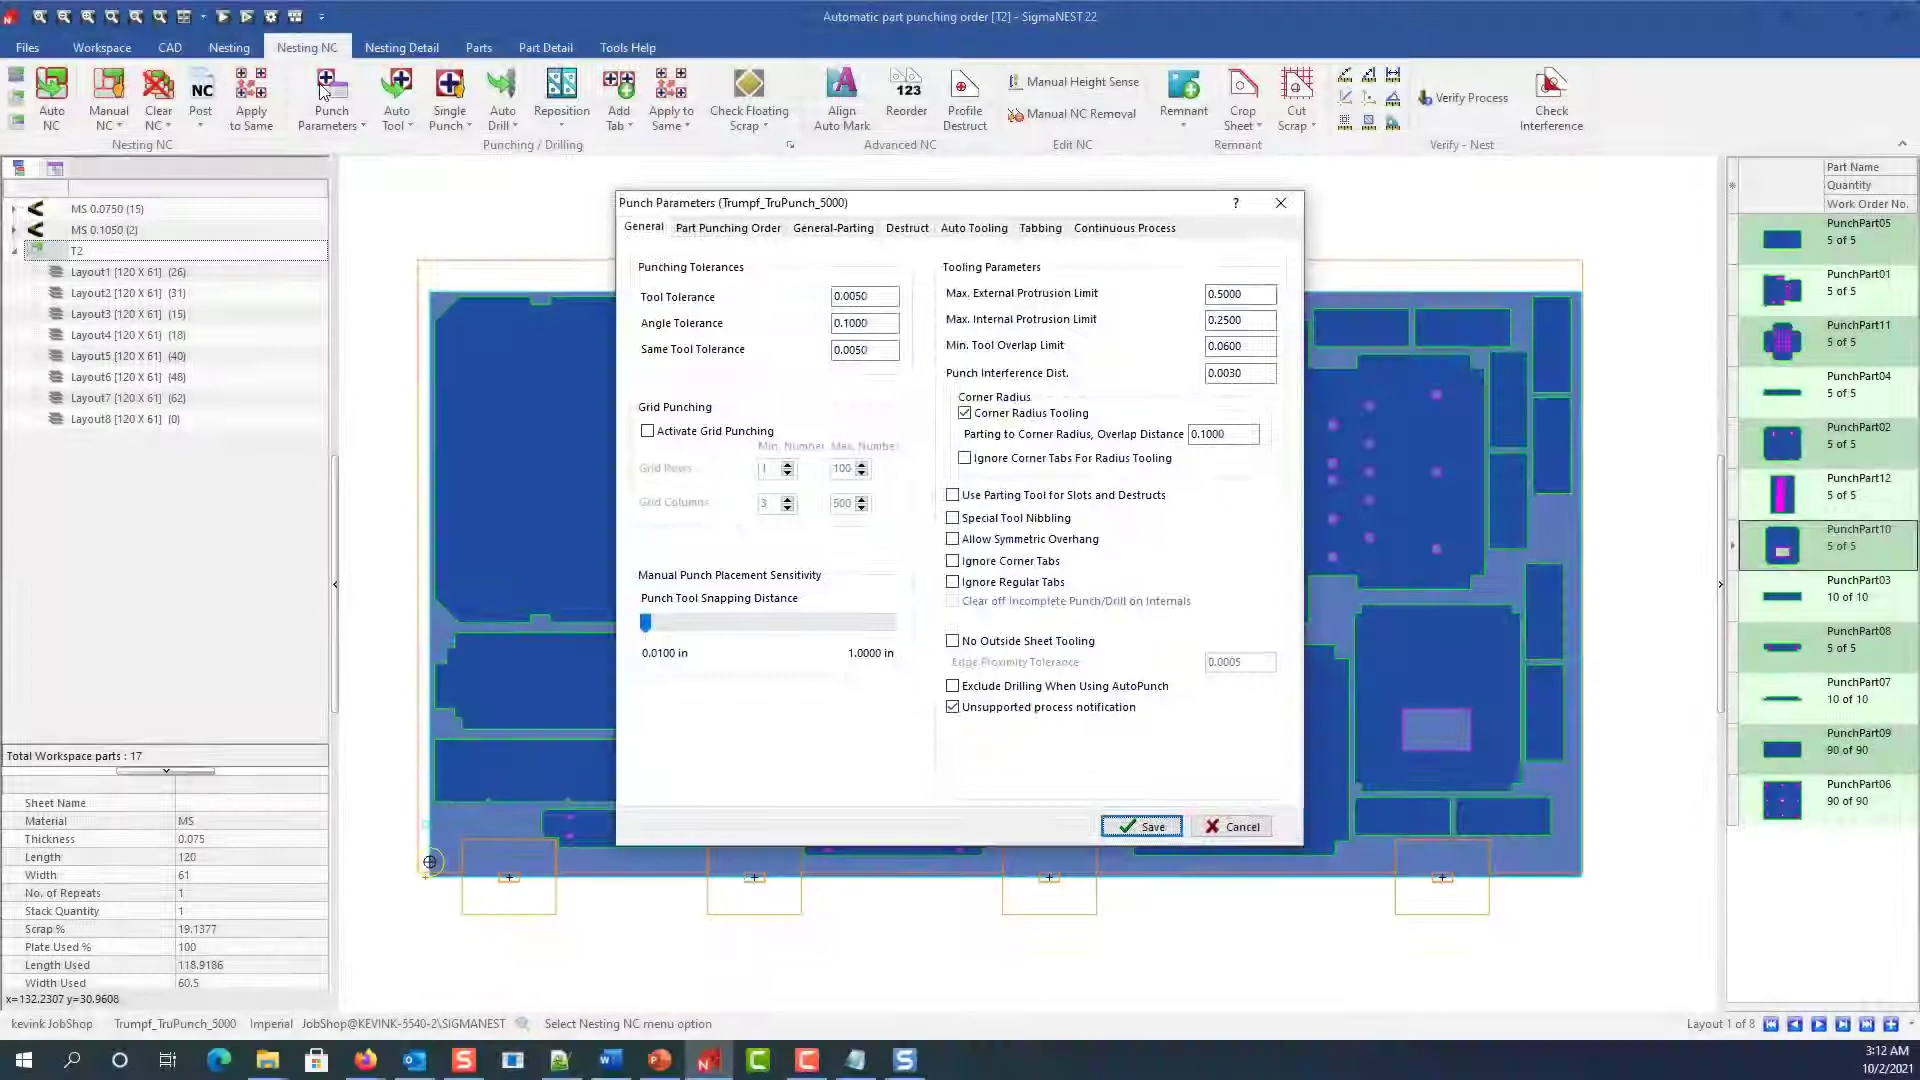 Automatic part punching order [T2] - SigmaNEST 22
Files Workspace CAD Nesting Nesting NC Nesting Detail Parts Part Detail Tools Help
Auto NC
Manual NC
Clear NC
NC
Post
Apply to Same
Nesting NC
Punch Parameters
Auto Tool
Single Punch
Auto Drill
Reposition
Add Tab
Apply to Same
Check Floating Scrap
Punching / Drilling
Align Auto Mark
123
Reorder
Profile Destruct
Advanced NC
Manual Height Sense
Manual NC Removal
Edit NC
Remnant
Crop Sheet
Cut Scrap
Remnant
Verify Process
Check Interference
Verify - Nest
MS 0.0750 (15)
MS 0.1050 (2)
T2
Layout1 [120 X 61] (26)
Layout2 [120 X 61] (31)
Layout3 [120 X 61] (15)
Layout4 [120 X 61] (18)
Layout5 [120 X 61] (40)
Layout6 [120 X 61] (48)
Layout7 [120 X 61] (62)
Layout8 [120 X 61] (0)
Total Workspace parts : 17
Sheet Name
Material MS
Thickness 0.075
Length 120
Width 61
No. of Repeats 1
Stack Quantity 1
Scrap % 19.1377
Plate Used % 100
Length Used 118.9186
Width Used 60.5
x=132.2307 y=30.9608
Punch Parameters (Trumpf_TruPunch_5000)
General Part Punching Order General-Parting Destruct Auto Tooling Tabbing Continuous Process
Punching Tolerances
Tool Tolerance 0.0050
Angle Tolerance 0.1000
Same Tool Tolerance 0.0050
Grid Punching
Activate Grid Punching
Min. Number Max. Number
Grid Rows 1 100
Grid Columns 3 500
Manual Punch Placement Sensitivity
Punch Tool Snapping Distance
0.0100 in 1.0000 in
Tooling Parameters
Max. External Protrusion Limit 0.5000
Max. Internal Protrusion Limit 0.2500
Min. Tool Overlap Limit 0.0600
Punch Interference Dist. 0.0030
Corner Radius
Corner Radius Tooling
Parting to Corner Radius, Overlap Distance 0.1000
Ignore Corner Tabs For Radius Tooling
Use Parting Tool for Slots and Destructs
Special Tool Nibbling
Allow Symmetric Overhang
Ignore Corner Tabs
Ignore Regular Tabs
Clear off Incomplete Punch/Drill on Internals
No Outside Sheet Tooling
Edge Proximity Tolerance 0.0005
Exclude Drilling When Using AutoPunch
Unsupported process notification
Save Cancel
Part Name
Quantity
Work Order No.
PunchPart05
5 of 5
PunchPart01
5 of 5
PunchPart11
5 of 5
PunchPart04
5 of 5
PunchPart02
5 of 5
PunchPart12
5 of 5
PunchPart10
5 of 5
PunchPart03
10 of 10
PunchPart08
5 of 5
PunchPart07
10 of 10
PunchPart09
90 of 90
PunchPart06
90 of 90
kevink JobShop Trumpf_TruPunch_5000 Imperial JobShop@KEVINK-5540-2\SIGMANEST Select Nesting NC menu option Layout 1 of 8
3:12 AM
10/2/2021